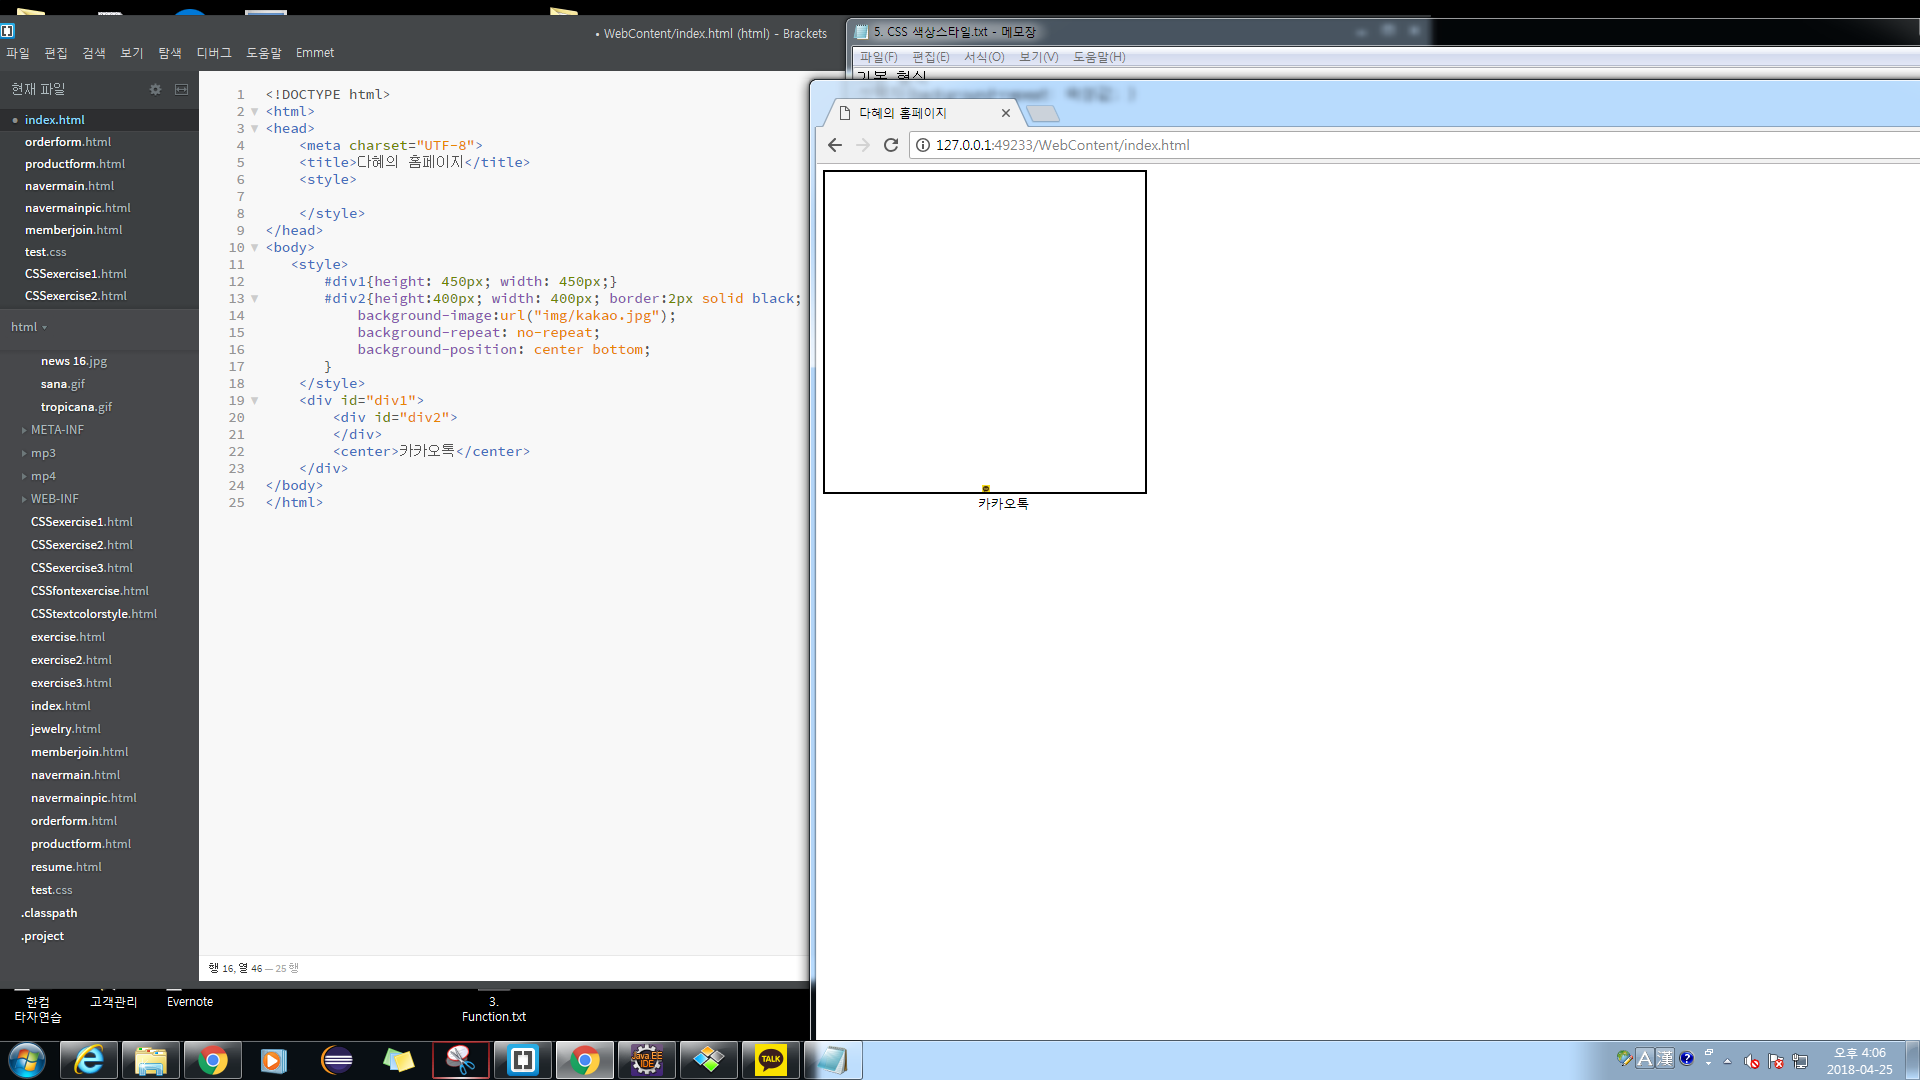 • WebContent/index.html (html) - Brackets
파일 편집 검색 보기 탐색 디버그 도움말 Emmet
현재 파일
• index.html
orderform.html
productform.html
navermain.html
navermainpic.html
memberjoin.html
test.css
CSSexercise1.html
CSSexercise2.html
html
news 16.jpg
sana.gif
tropicana.gif
META-INF
mp3
mp4
WEB-INF
CSSexercise1.html
CSSexercise2.html
CSSexercise3.html
CSSfontexercise.html
CSStextcolorstyle.html
exercise.html
exercise2.html
exercise3.html
index.html
jewelry.html
memberjoin.html
navermain.html
navermainpic.html
orderform.html
productform.html
resume.html
test.css
.classpath
.project
1 <!DOCTYPE html>
2 <html>
3 <head>
4 <meta charset="UTF-8">
5 <title>다혜의 홈페이지</title>
6 <style>
7
8 </style>
9 </head>
10 <body>
11 <style>
12 #div1{height: 450px; width: 450px;}
13 #div2{height:400px; width: 400px; border:2px solid black;
14 background-image:url("img/kakao.jpg");
15 background-repeat: no-repeat;
16 background-position: center bottom;
17 }
18 </style>
19 <div id="div1">
20 <div id="div2">
21 </div>
22 <center>카카오톡</center>
23 </div>
24 </body>
25 </html>
행 16, 열 46 — 25 행
5. CSS 색상스타일.txt - 메모장
파일(F) 편집(E) 서식(O) 보기(V) 도움말(H)
기본 형식
다혜의 홈페이지
127.0.0.1:49233/WebContent/index.html
카카오톡
한컴
타자연습
고객관리
Evernote
3.
Function.txt
Java EE
IDE
TALK
A 漢
오후 4:06
2018-04-25